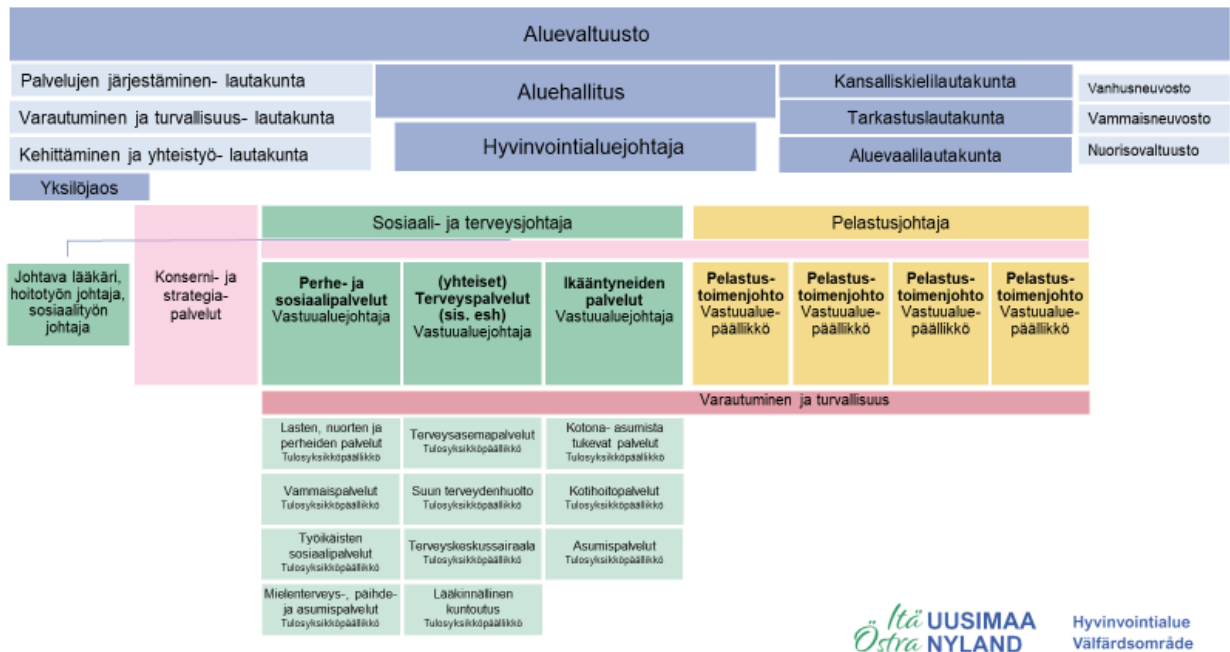 Aluevaltuusto
Palvelujen järjestäminen- lautakunta
Varautuminen ja turvallisuus- lautakunta
Kehittäminen ja yhteistyö- lautakunta
Yksilöjaos
Aluehallitus
Hyvinvointialuejohtaja
Kansalliskielilautakunta
Tarkastuslautakunta
Aluevaalilautakunta
Vanhusneuvosto
Vammaisneuvosto
Nuorisovaltuusto
Sosiaali- ja terveysjohtaja
Pelastusjohtaja
Johtava lääkäri,
hoitotyön johtaja,
sosiaalityön
johtaja
Konserni- ja
strategia-
palvelut
Perhe- ja
sosiaalipalvelut
Vastuualuejohtaja
(yhteiset)
Terveyspalvelut
(sis. esh)
Vastuualuejohtaja
Ikääntyneiden
palvelut
Vastuualuejohtaja
Pelastus-
toimenjohto
Vastuualue-
päällikkö
Pelastus-
toimenjohto
Vastuualue-
päällikkö
Pelastus-
toimenjohto
Vastuualue-
päällikkö
Pelastus-
toimenjohto
Vastuualue-
päällikkö
Varautuminen ja turvallisuus
Lasten, nuorten ja
perheiden palvelut
Tulosyksikköpäällikkö
Terveysasemapalvelut
Tulosyksikköpäällikkö
Kotona- asumista
tukevat palvelut
Tulosyksikköpäällikkö
Vammaispalvelut
Tulosyksikköpäällikkö
Suun terveydenhuolto
Tulosyksikköpäällikkö
Kotihoitopalvelut
Tulosyksikköpäällikkö
Työikäisten
sosiaalipalvelut
Tulosyksikköpäällikkö
Terveyskeskussairaala
Tulosyksikköpäällikkö
Asumispalvelut
Tulosyksikköpäällikkö
Mielenterveys-, päihde-
ja asumispalvelut
Tulosyksikköpäällikkö
Lääkinnällinen
kuntoutus
Tulosyksikköpäällikkö
Itä UUSIMAA
Östra NYLAND
Hyvinvointialue
Välfärdsområde